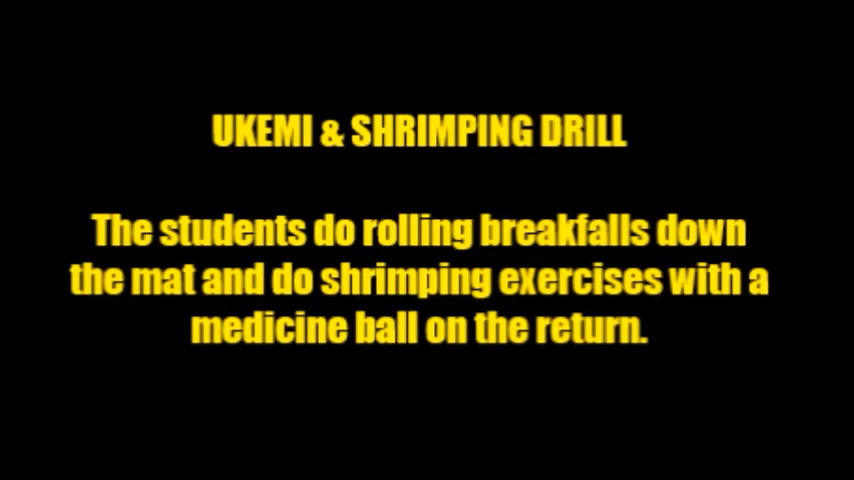 UKEMI & SHRIMPING DRILL
The students do rolling breakfalls down
the mat and do shrimping exercises with a
medicine ball on the return.